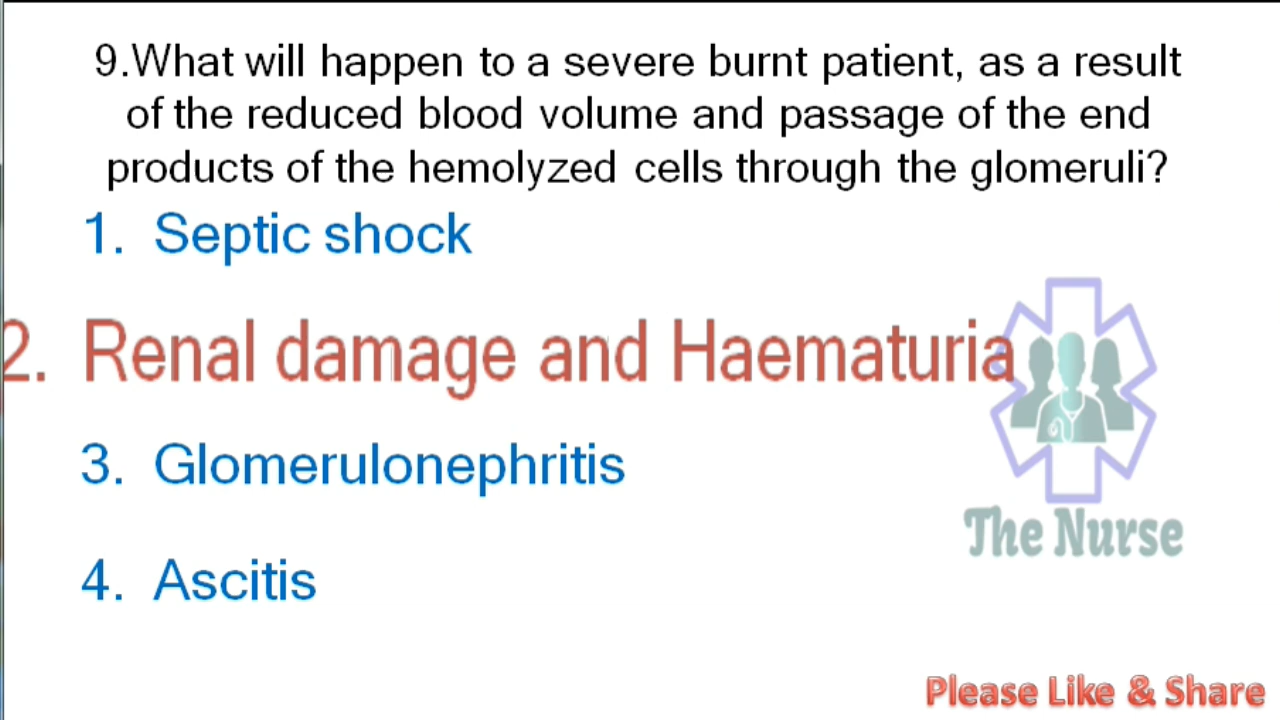 9.What will happen to a severe burnt patient, as a result
of the reduced blood volume and passage of the end
products of the hemolyzed cells through the glomeruli?
1. Septic shock
2. Renal damage and Haematuria
3. Glomerulonephritis
4. Ascitis
The Nurse
Please Like & Share